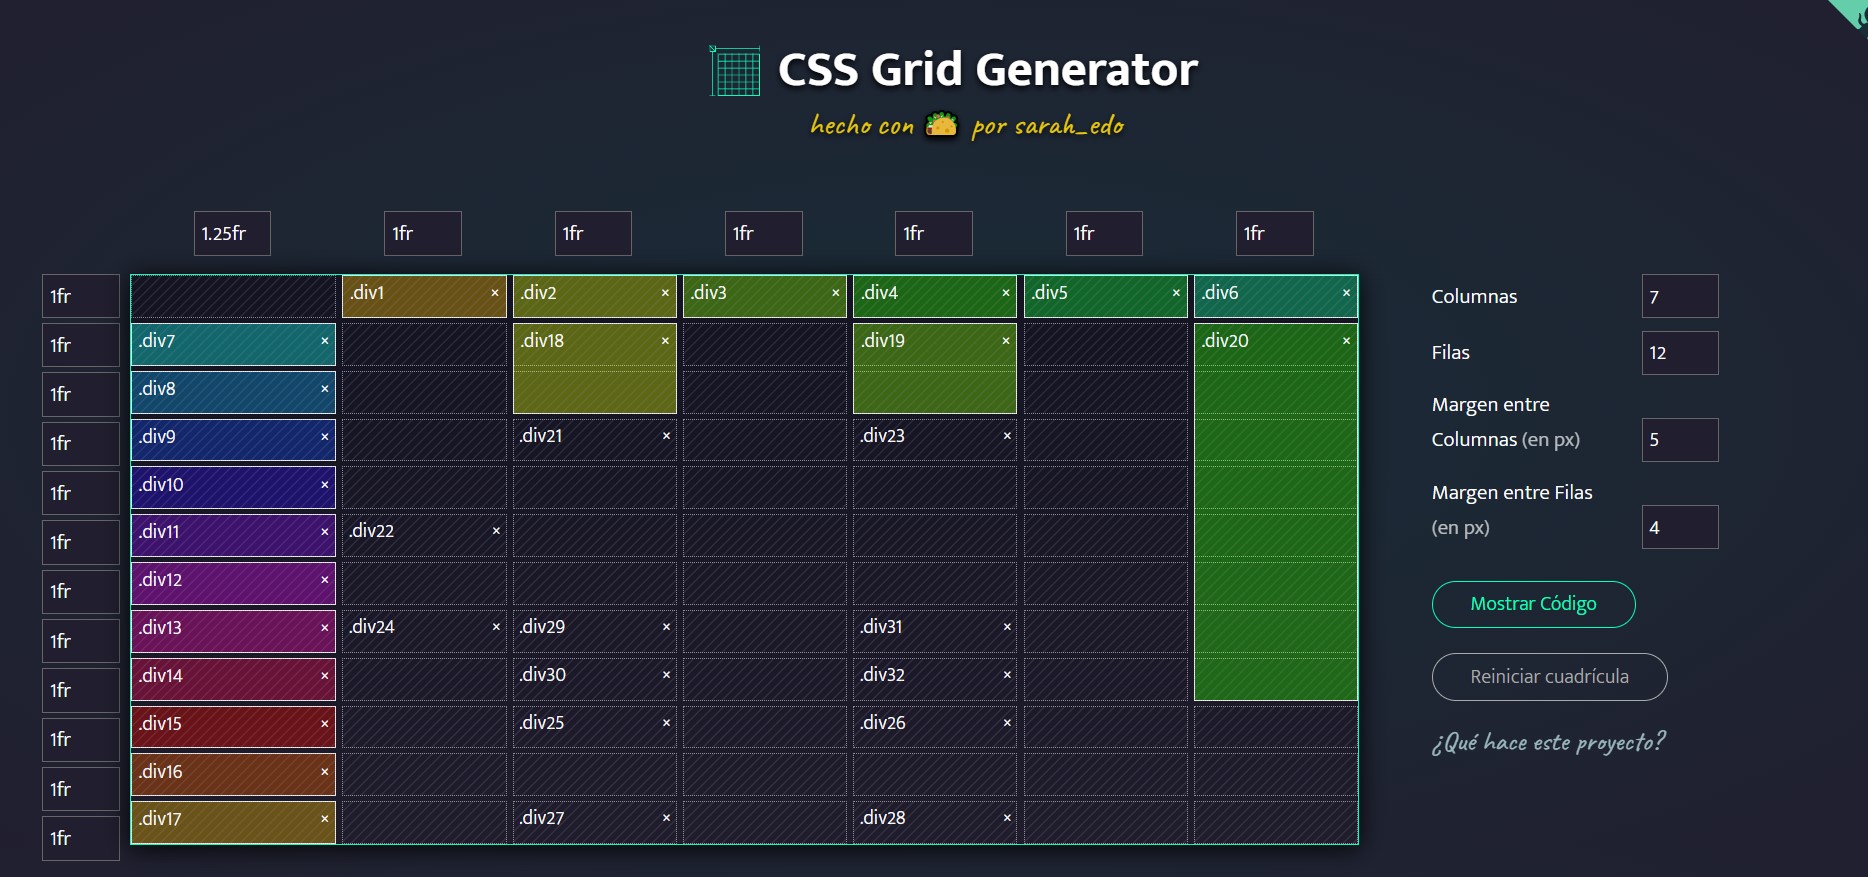 CSS Grid Generator
hecho con 🌮 por sarah_edo
1.25fr 1fr 1fr 1fr 1fr 1fr 1fr
1fr .div1 × .div2 × .div3 × .div4 × .div5 × .div6 ×
1fr .div7 × .div18 × .div19 × .div20 ×
1fr .div8 ×
1fr .div9 × .div21 × .div23 ×
1fr .div10 ×
1fr .div11 × .div22 ×
1fr .div12 ×
1fr .div13 × .div24 × .div29 × .div31 ×
1fr .div14 × .div30 × .div32 ×
1fr .div15 × .div25 × .div26 ×
1fr .div16 ×
1fr .div17 × .div27 × .div28 ×
Columnas 7
Filas 12
Margen entre
Columnas (en px) 5
Margen entre Filas
(en px) 4
Mostrar Código
Reiniciar cuadrícula
¿Qué hace este proyecto?